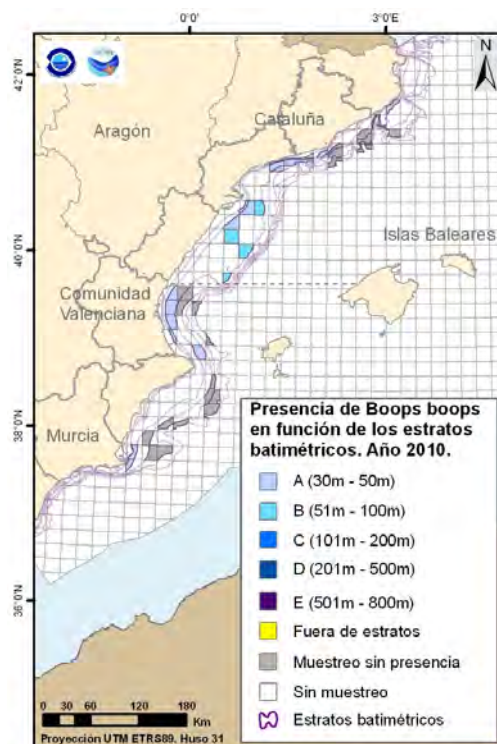 0°0'
3°0'E
N
42°0'N
Cataluña
Aragón
40°0'N
Islas Baleares
Comunidad
Valenciana
38°0'N
Murcia
36°0'N
Presencia de Boops boops
en función de los estratos
batimétricos. Año 2010.
A (30m - 50m)
B (51m - 100m)
C (101m - 200m)
D (201m - 500m)
E (501m - 800m)
Fuera de estratos
Muestreo sin presencia
Sin muestreo
Estratos batimétricos
0 30 60 120 180
Km
Proyección UTM ETRS89. Huso 31